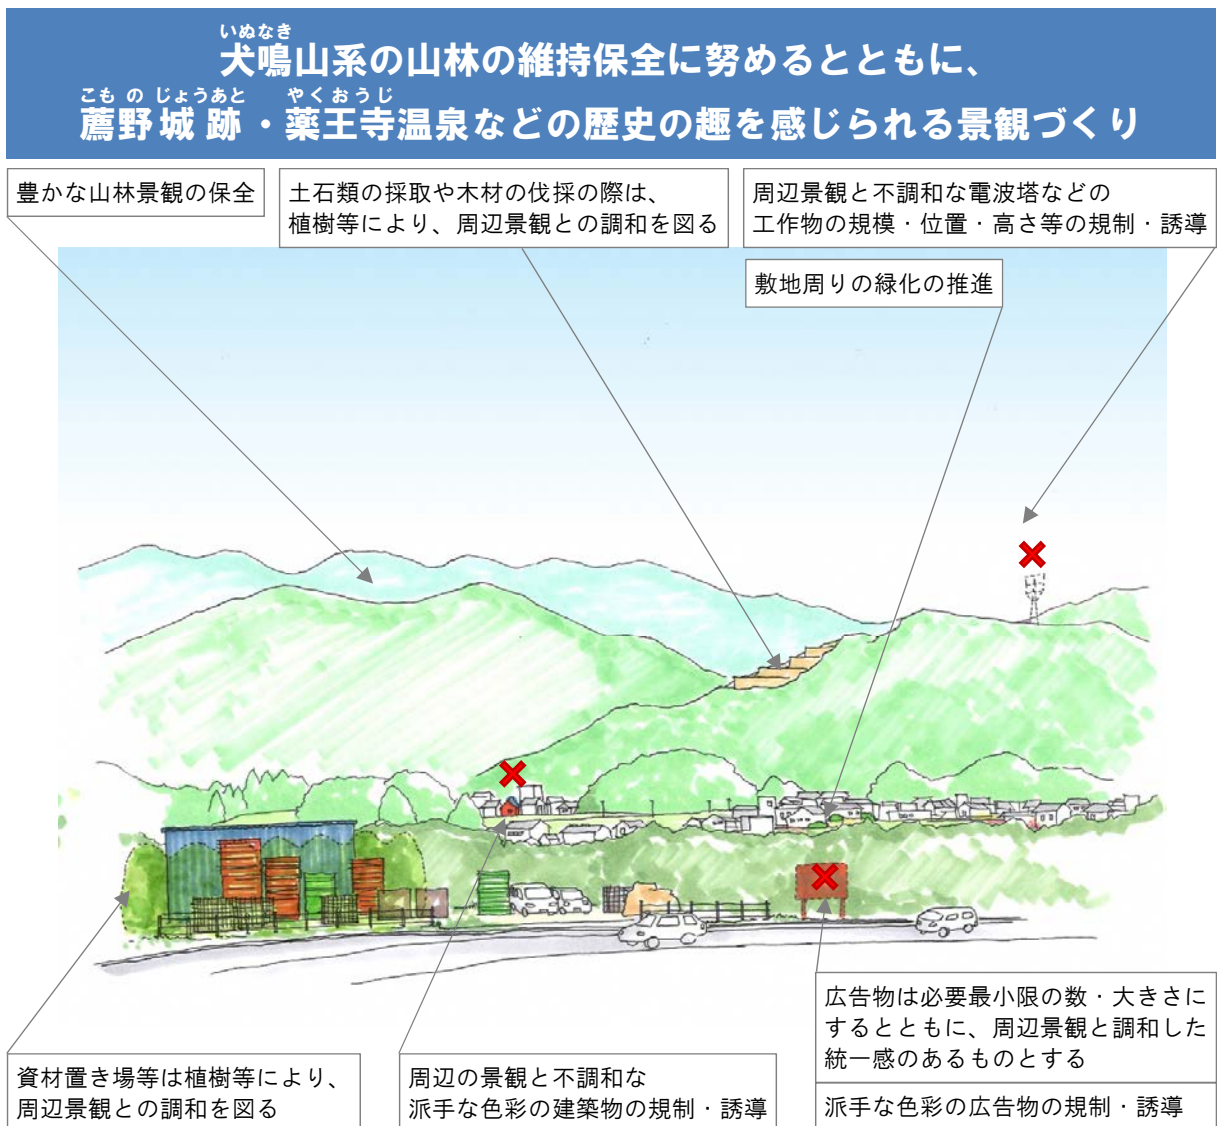 いぬなき
犬鳴山系の山林の維持保全に努めるとともに、
こものじょうあと やくおうじ
薦野城跡・薬王寺温泉などの歴史の趣を感じられる景観づくり
豊かな山林景観の保全
土石類の採取や木材の伐採の際は、
植樹等により、周辺景観との調和を図る
周辺景観と不調和な電波塔などの
工作物の規模・位置・高さ等の規制・誘導
敷地周りの緑化の推進
資材置き場等は植樹等により、
周辺景観との調和を図る
周辺の景観と不調和な
派手な色彩の建築物の規制・誘導
広告物は必要最小限の数・大きさに
するとともに、周辺景観と調和した
統一感のあるものとする
派手な色彩の広告物の規制・誘導